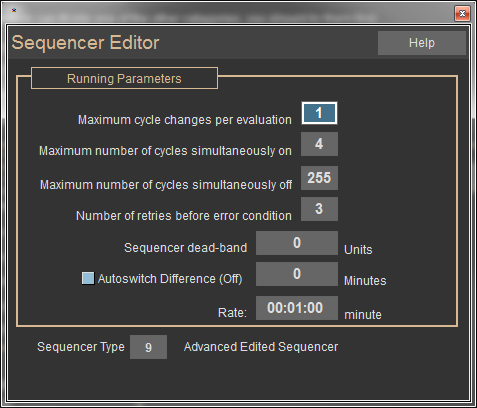 *
Sequencer Editor
Help
Running Parameters
Maximum cycle changes per evaluation 1
Maximum number of cycles simultaneously on 4
Maximum number of cycles simultaneously off 255
Number of retries before error condition 3
Sequencer dead-band 0 Units
Autoswitch Difference (Off) 0 Minutes
Rate: 00:01:00 minute
Sequencer Type 9 Advanced Edited Sequencer